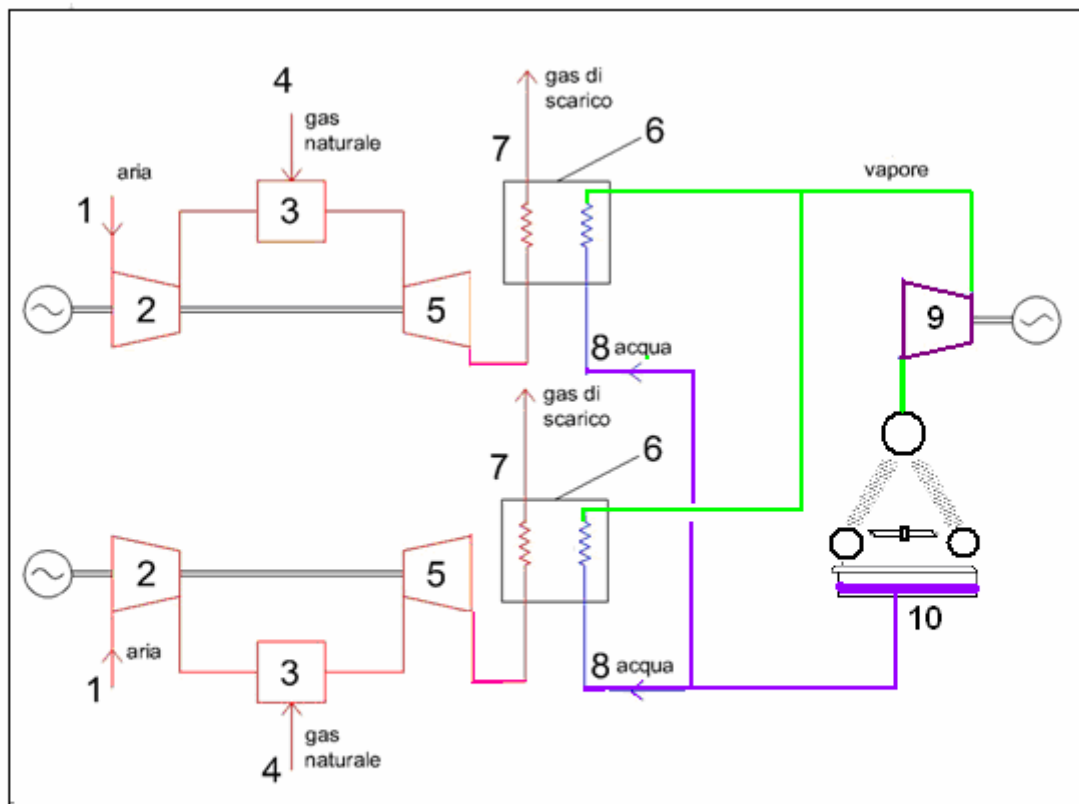 4
gas
naturale
gas di
scarico
6
7
aria
vapore
1
3
2
5
9
8 acqua
gas di
scarico
6
7
2
5
10
aria
3
8 acqua
1
gas
naturale
4